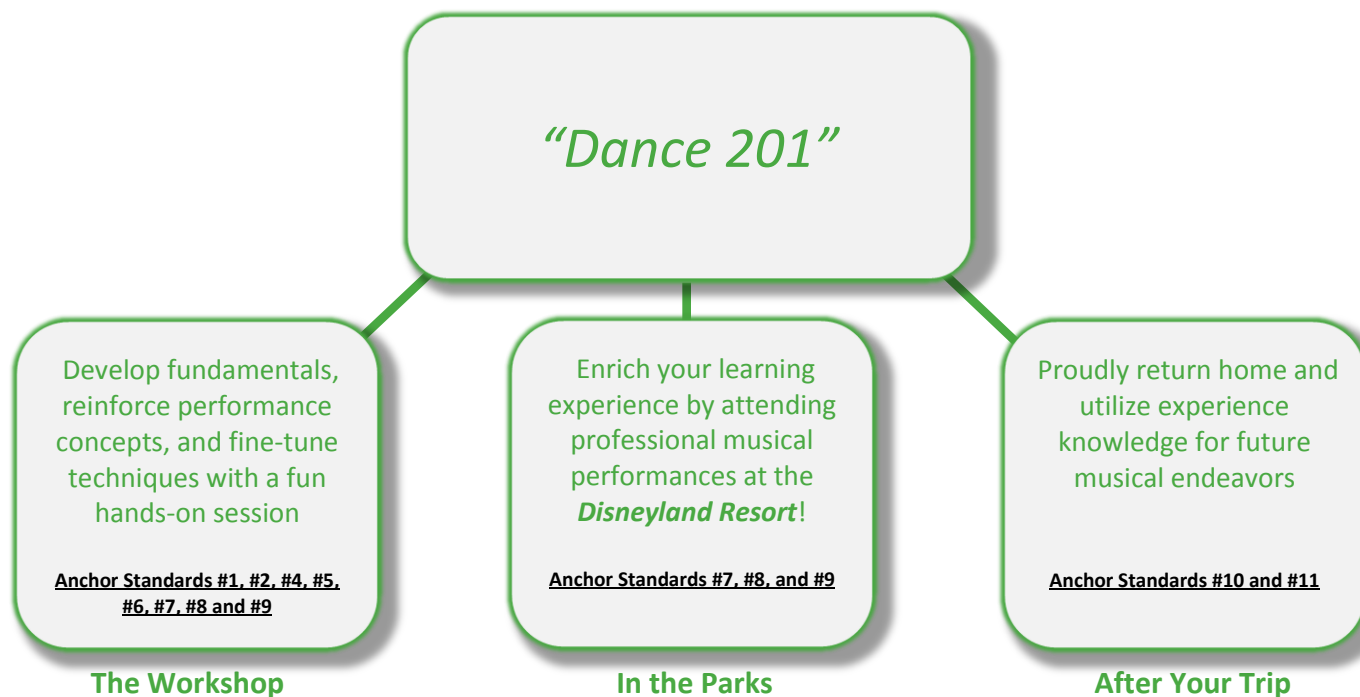 “Dance 201”
Develop fundamentals,
reinforce performance
concepts, and fine-tune
techniques with a fun
hands-on session
Anchor Standards #1, #2, #4, #5,
#6, #7, #8 and #9
The Workshop
Enrich your learning
experience by attending
professional musical
performances at the
Disneyland Resort!
Anchor Standards #7, #8, and #9
In the Parks
Proudly return home and
utilize experience
knowledge for future
musical endeavors
Anchor Standards #10 and #11
After Your Trip